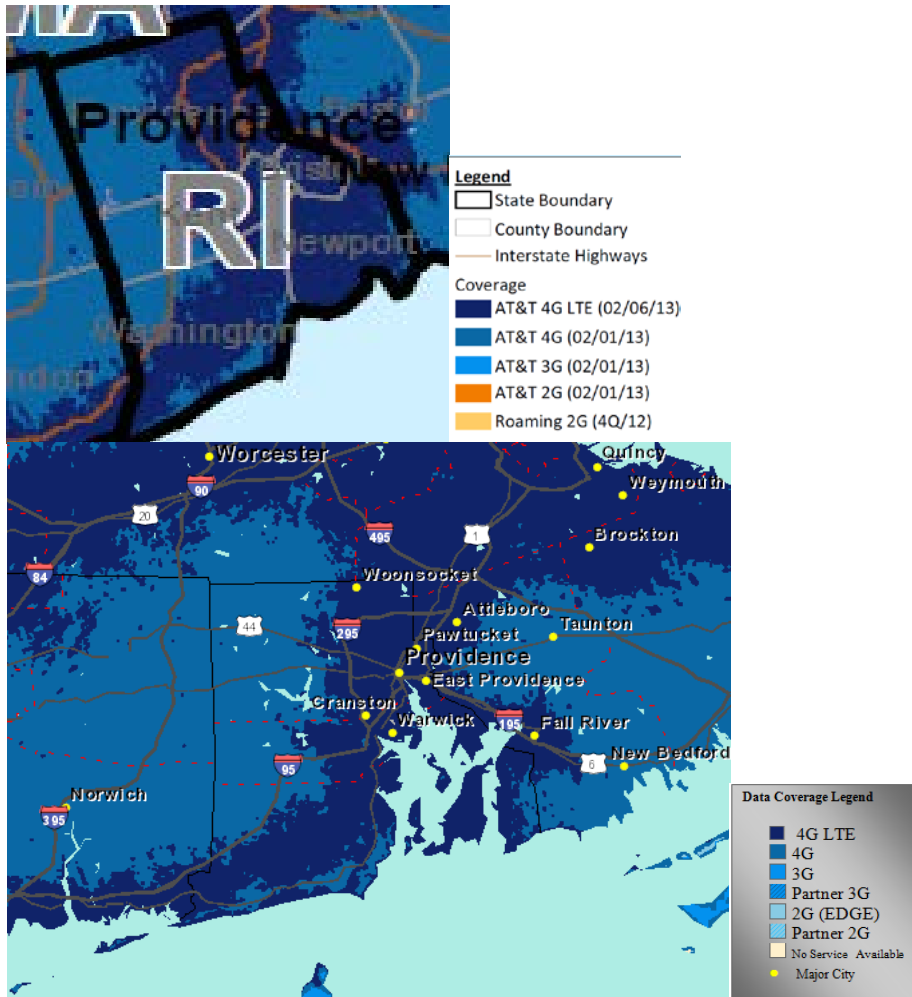 MA
Providence
Bristol
RI
Kent
Newport
Washington
Legend
State Boundary
County Boundary
Interstate Highways
Coverage
AT&T 4G LTE (02/06/13)
AT&T 4G (02/01/13)
AT&T 3G (02/01/13)
AT&T 2G (02/01/13)
Roaming 2G (4Q/12)
Worcester
Quincy
90
Weymouth
20
495
1
Brockton
84
Woonsocket
Attleboro
44
295
Taunton
Pawtucket
Providence
East Providence
Cranston
Warwick
195
Fall River
95
6
New Bedford
Norwich
395
Data Coverage Legend
4G LTE
4G
3G
Partner 3G
2G (EDGE)
Partner 2G
No Service Available
Major City